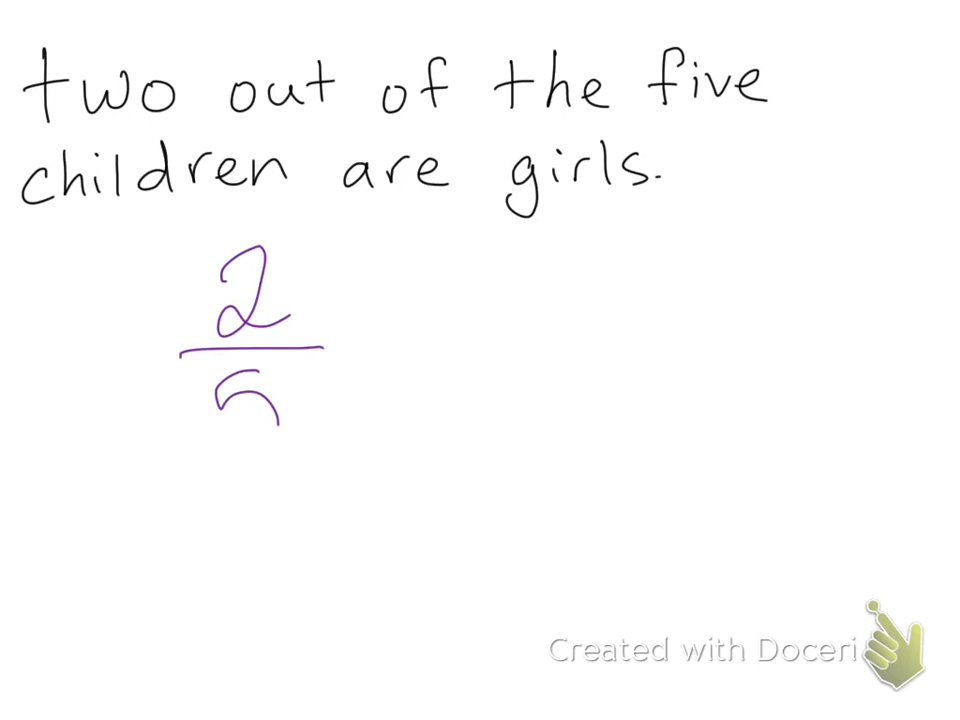 two out of the five
children are girls.
2
5
Created with Doceri